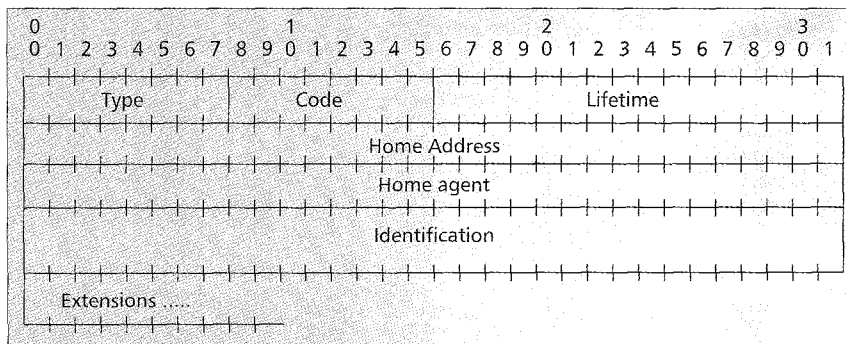 0 1 2 3
0 1 2 3 4 5 6 7 8 9 0 1 2 3 4 5 6 7 8 9 0 1 2 3 4 5 6 7 8 9 0 1
Type Code Lifetime
Home Address
Home agent
Identification
Extensions .....